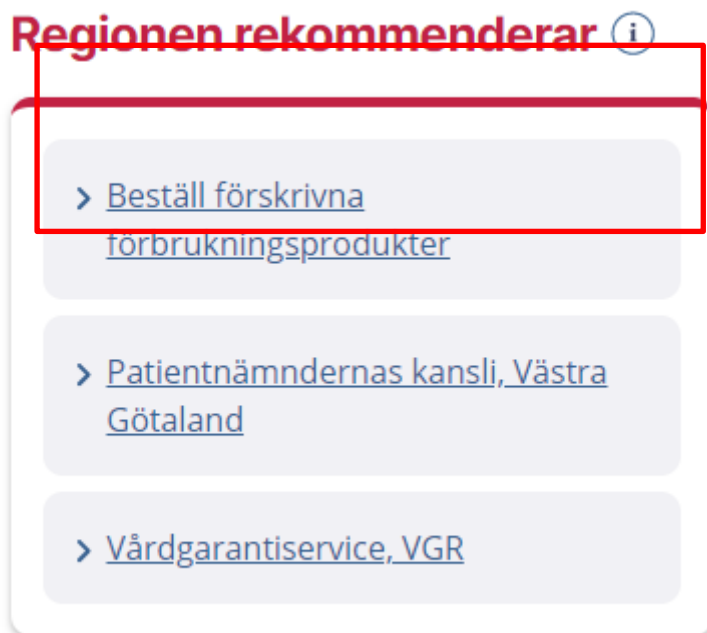 Regionen rekommenderar
Beställ förskrivna
förbrukningsprodukter
Patientnämndernas kansli, Västra
Götaland
Vårdgarantiservice, VGR